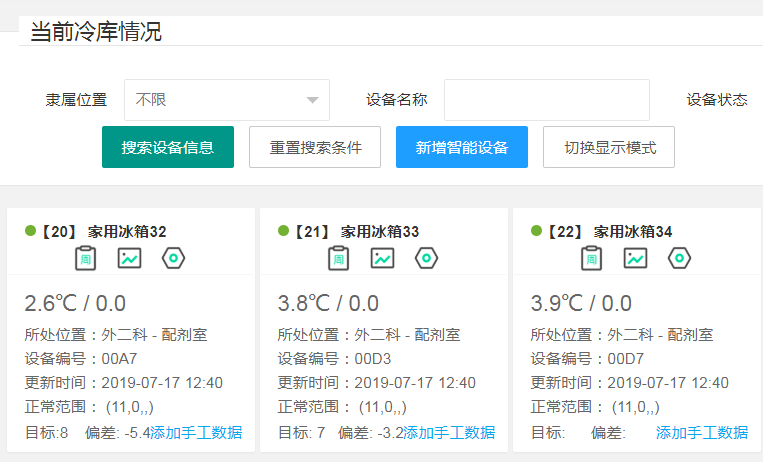 当前冷库情况
隶属位置 不限 设备名称 设备状态
搜索设备信息 重置搜索条件 新增智能设备 切换显示模式
【20】 家用冰箱32
周
2.6℃ / 0.0
所处位置：外二科 - 配剂室
设备编号：00A7
更新时间：2019-07-17 12:40
正常范围： (11,0,,)
目标:8 偏差: -5.4添加手工数据
【21】 家用冰箱33
周
3.8℃ / 0.0
所处位置：外二科 - 配剂室
设备编号：00D3
更新时间：2019-07-17 12:40
正常范围： (11,0,,)
目标: 7 偏差: -3.2添加手工数据
【22】 家用冰箱34
周
3.9℃ / 0.0
所处位置：外二科 - 配剂室
设备编号：00D7
更新时间：2019-07-17 12:40
正常范围： (11,0,,)
目标: 偏差: 添加手工数据